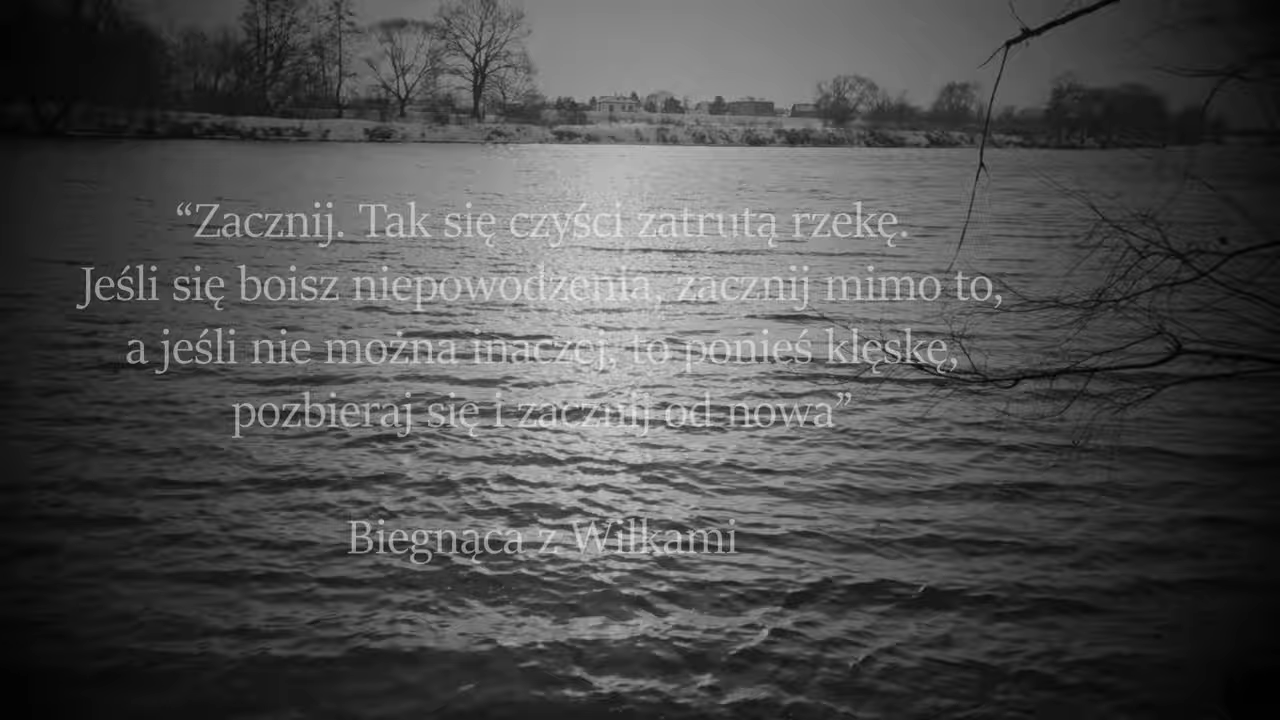 “Zacznij. Tak się czyści zatrutą rzekę.
Jeśli się boisz niepowodzenia, zacznij mimo to,
a jeśli nie można inaczej, to ponieś klęskę,
pozbieraj się i zacznij od nowa”
Biegnąca z Wilkami